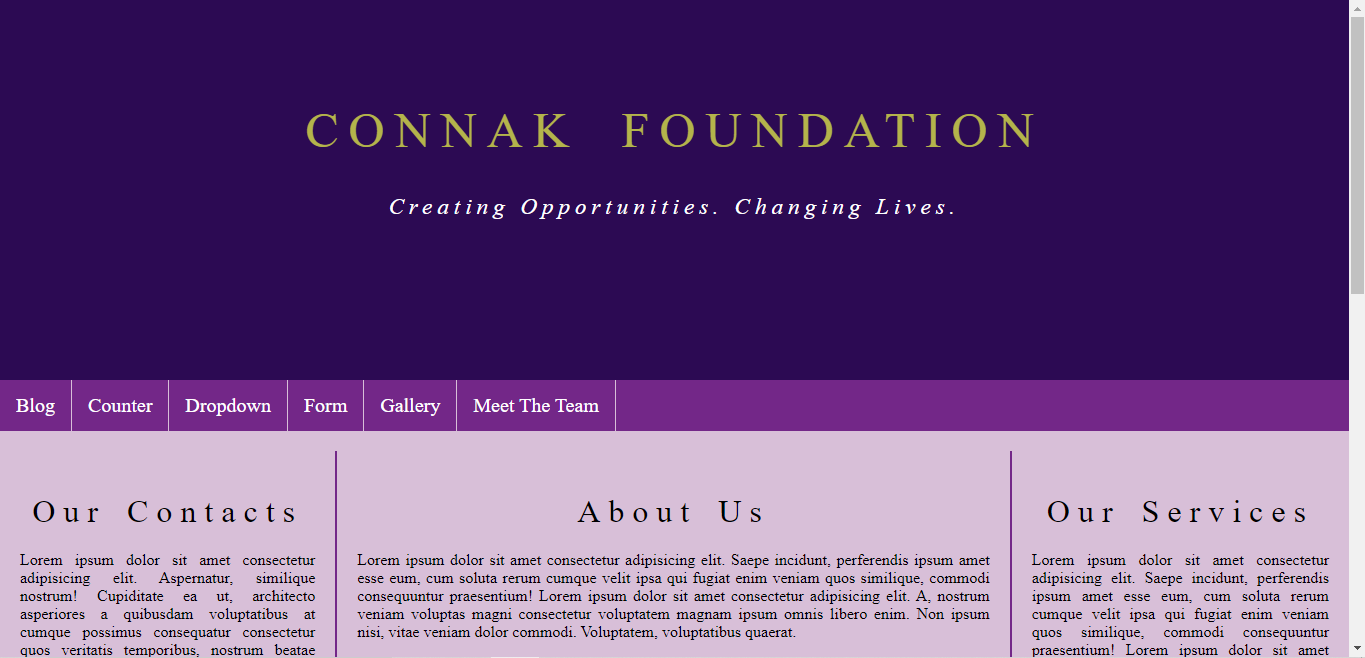 CONNAK FOUNDATION
Creating Opportunities. Changing Lives.
Blog Counter Dropdown Form Gallery Meet The Team
Our Contacts
Lorem ipsum dolor sit amet consectetur
adipisicing elit. Aspernatur, similique
nostrum! Cupiditate ea ut, architecto
asperiores a quibusdam voluptatibus at
cumque possimus consequatur consectetur
quos veritatis temporibus, nostrum beatae
About Us
Lorem ipsum dolor sit amet consectetur adipisicing elit. Saepe incidunt, perferendis ipsum amet
esse eum, cum soluta rerum cumque velit ipsa qui fugiat enim veniam quos similique, commodi
consequuntur praesentium! Lorem ipsum dolor sit amet consectetur adipisicing elit. A, nostrum
veniam voluptas magni consectetur voluptatem magnam ipsum omnis libero enim. Non ipsum
nisi, vitae veniam dolor commodi. Voluptatem, voluptatibus quaerat.
Our Services
Lorem ipsum dolor sit amet consectetur
adipisicing elit. Saepe incidunt, perferendis
ipsum amet esse eum, cum soluta rerum
cumque velit ipsa qui fugiat enim veniam
quos similique, commodi consequuntur
praesentium! Lorem ipsum dolor sit amet